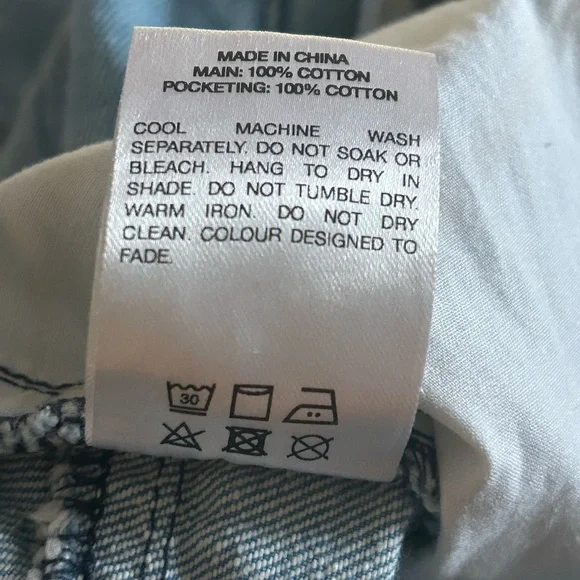 MADE IN CHINA
MAIN: 100% COTTON
POCKETING: 100% COTTON
COOL MACHINE WASH
SEPARATELY. DO NOT SOAK OR
BLEACH. HANG TO DRY IN
SHADE. DO NOT TUMBLE DRY.
WARM IRON. DO NOT DRY
CLEAN. COLOUR DESIGNED TO
FADE.
30